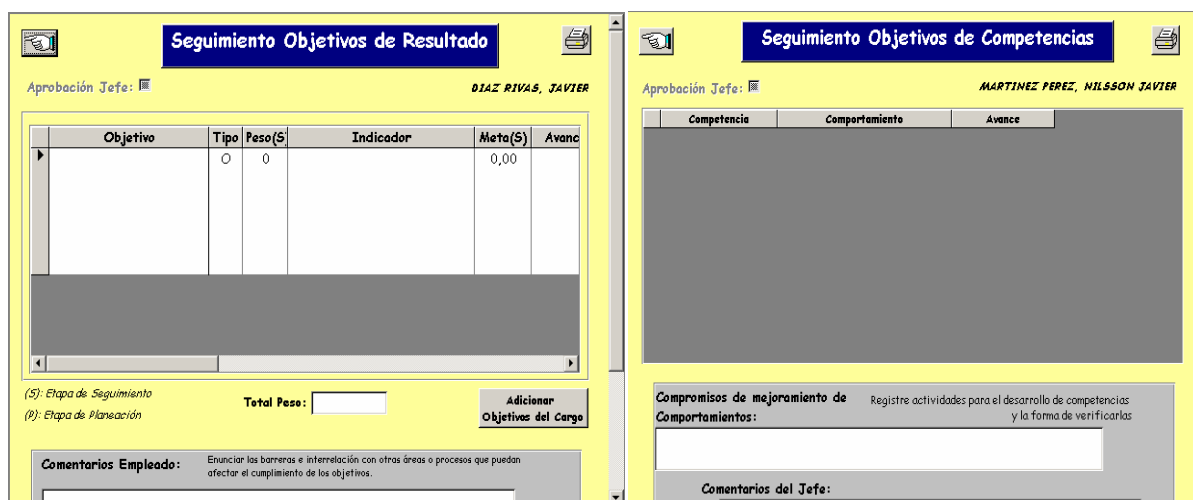 Seguimiento Objetivos de Resultado
Aprobación Jefe:
DIAZ RIVAS, JAVIER
Objetivo Tipo Peso(S) Indicador Meta(S) Avanc
O 0 0,00
(S): Etapa de Seguimiento
(P): Etapa de Planeación
Total Peso:
Adicionar
Objetivos del Cargo
Comentarios Empleado:
Enunciar las barreras e interrelación con otras áreas o procesos que puedan
afectar el cumplimiento de los objetivos.
Seguimiento Objetivos de Competencias
Aprobación Jefe:
MARTINEZ PEREZ, NILSSON JAVIER
Competencia Comportamiento Avance
Compromisos de mejoramiento de
Comportamientos:
Registre actividades para el desarrollo de competencias
y la forma de verificarlas
Comentarios del Jefe: